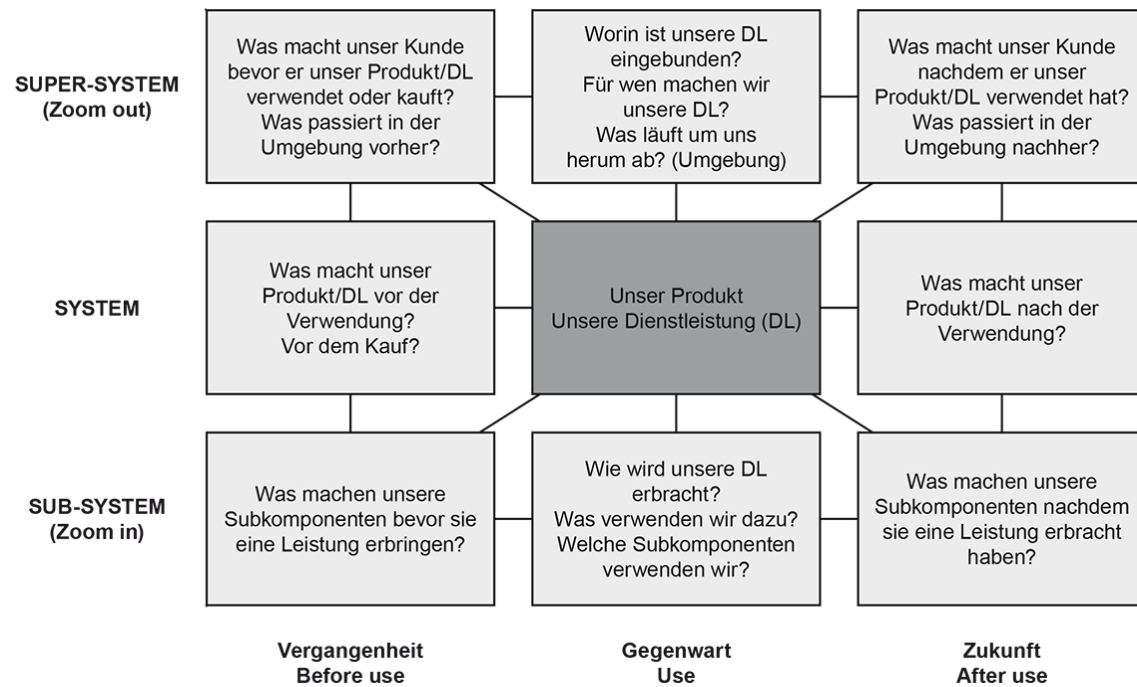 SUPER-SYSTEM
(Zoom out)
Was macht unser Kunde
bevor er unser Produkt/DL
verwendet oder kauft?
Was passiert in der
Umgebung vorher?
Worin ist unsere DL
eingebunden?
Für wen machen wir
unsere DL?
Was läuft um uns
herum ab? (Umgebung)
Was macht unser Kunde
nachdem er unser
Produkt/DL verwendet hat?
Was passiert in der
Umgebung nachher?
SYSTEM
Was macht unser
Produkt/DL vor der
Verwendung?
Vor dem Kauf?
Unser Produkt
Unsere Dienstleistung (DL)
Was macht unser
Produkt/DL nach der
Verwendung?
SUB-SYSTEM
(Zoom in)
Was machen unsere
Subkomponenten bevor sie
eine Leistung erbringen?
Wie wird unsere DL
erbracht?
Was verwenden wir dazu?
Welche Subkomponenten
verwenden wir?
Was machen unsere
Subkomponenten nachdem
sie eine Leistung erbracht
haben?
Vergangenheit
Before use
Gegenwart
Use
Zukunft
After use